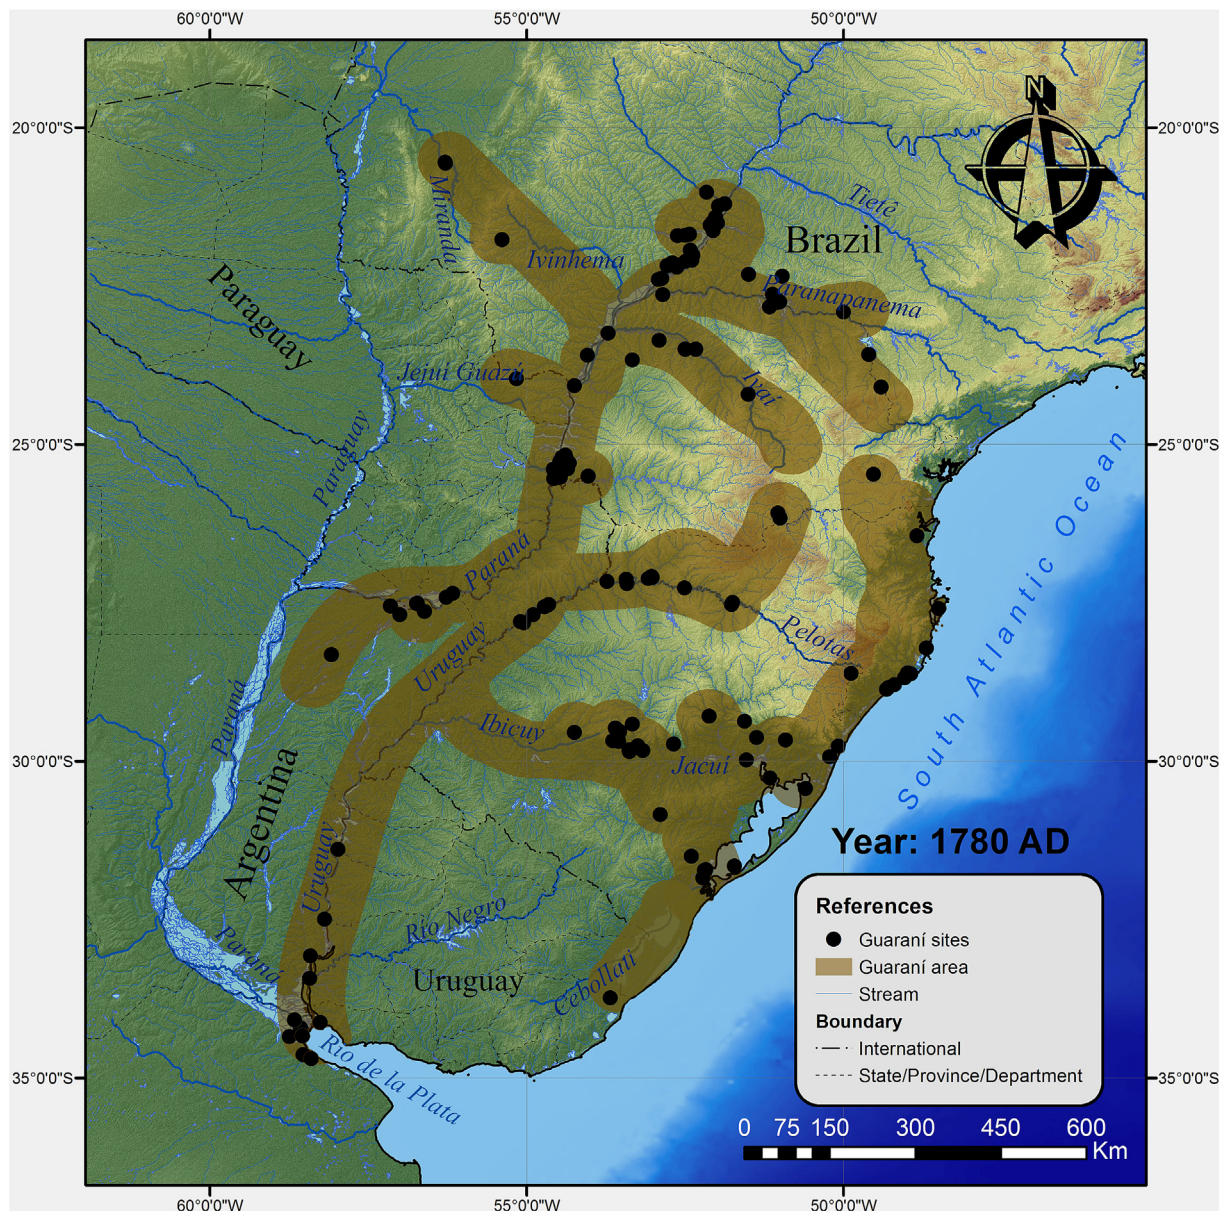 60°0'0"W
55°0'0"W
50°0'0"W
20°0'0"S
20°0'0"S
N
Miranda
Tietê
Brazil
Ivinhema
Paraguay
Paranapanema
Jejui Guazú
Ivaí
Paraguay
25°0'0"S
25°0'0"S
South Atlantic Ocean
Paraná
Pelotas
Uruguay
Paraná
Ibicuy
Jacuí
30°0'0"S
30°0'0"S
Argentina
Uruguay
Year: 1780 AD
Río Negro
Paraná
Uruguay
Cebollatí
Río de la Plata
References
Guaraní sites
Guaraní area
Stream
Boundary
International
State/Province/Department
35°0'0"S
35°0'0"S
0 75 150 300 450 600
Km
60°0'0"W
55°0'0"W
50°0'0"W